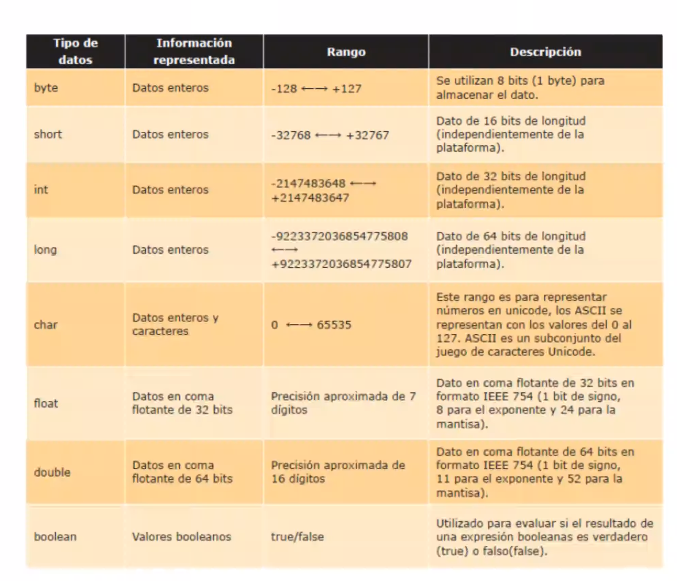 Tipo de datos
Información representada
Rango
Descripción
byte
Datos enteros
-128 ←→ +127
Se utilizan 8 bits (1 byte) para
almacenar el dato.
short
Datos enteros
-32768 ←→ +32767
Dato de 16 bits de longitud
(independientemente de la
plataforma).
int
Datos enteros
-2147483648 ←→
+2147483647
Dato de 32 bits de longitud
(independientemente de la
plataforma).
long
Datos enteros
-9223372036854775808
←→
+9223372036854775807
Dato de 64 bits de longitud
(independientemente de la
plataforma).
char
Datos enteros y
caracteres
0 ←→ 65535
Este rango es para representar
números en unicode, los ASCII se
representan con los valores del 0 al
127. ASCII es un subconjunto del
juego de caracteres Unicode.
float
Datos en coma
flotante de 32 bits
Precisión aproximada de 7
dígitos
Dato en coma flotante de 32 bits en
formato IEEE 754 (1 bit de signo,
8 para el exponente y 24 para la
mantisa).
double
Datos en coma
flotante de 64 bits
Precisión aproximada de
16 dígitos
Dato en coma flotante de 64 bits en
formato IEEE 754 (1 bit de signo,
11 para el exponente y 52 para la
mantisa).
boolean
Valores booleanos
true/false
Utilizado para evaluar si el resultado de
una expresión booleanas es verdadero
(true) o falso(false).